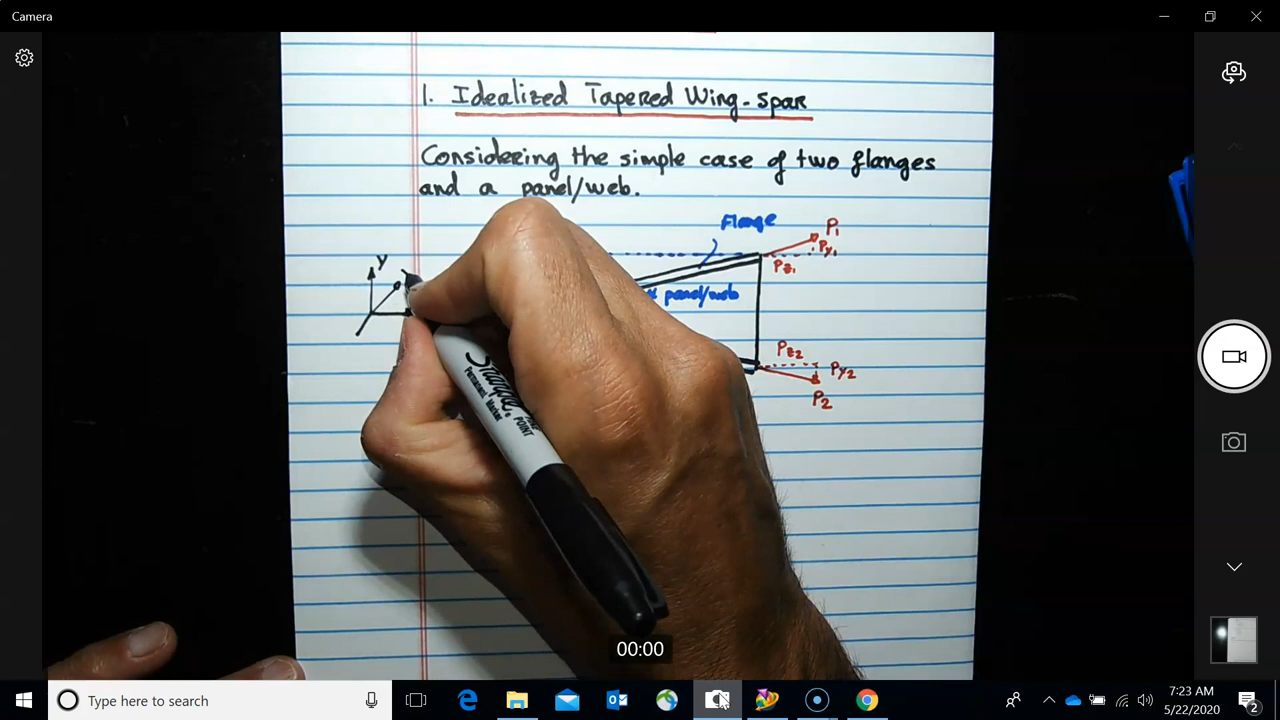 Camera
1. Idealized Tapered Wing-spar
Considering the simple case of two flanges
and a panel/web.
Flange
P1
Py1
Pz1
Y
panel/web
Pz2
Py2
P2
Sharpie
Permanent Marker
FINE
POINT
00:00
Type here to search
7:23 AM
5/22/2020
2